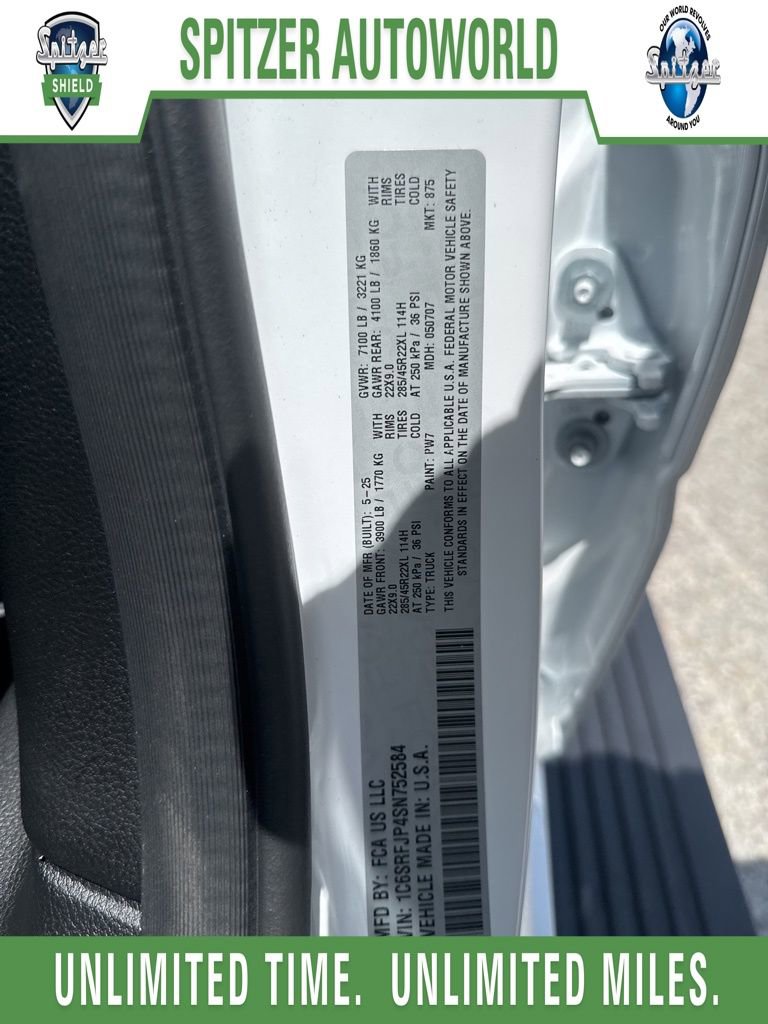 Spitzer
SHIELD
SPITZER AUTOWORLD
OUR WORLD REVOLVES
Spitzer
AROUND YOU
MFD BY: FCA US LLC
VIN: 1C6SRFJP4SN752584
VEHICLE MADE IN: U.S.A.
DATE OF MFR (BUILT): 5-25
GAWR FRONT: 3900 LB / 1770 KG WITH
22X9.0 RIMS
285/45R22XL 114H TIRES
AT 250 kPa / 36 PSI COLD
TYPE: TRUCK PAINT: PW7
GVWR: 7100 LB / 3221 KG
GAWR REAR: 4100 LB / 1860 KG WITH
22X9.0 RIMS
285/45R22XL 114H TIRES
AT 250 kPa / 36 PSI COLD
MDH: 050707 MKT: 875
THIS VEHICLE CONFORMS TO ALL APPLICABLE U.S.A. FEDERAL MOTOR VEHICLE SAFETY
STANDARDS IN EFFECT ON THE DATE OF MANUFACTURE SHOWN ABOVE.
UNLIMITED TIME. UNLIMITED MILES.